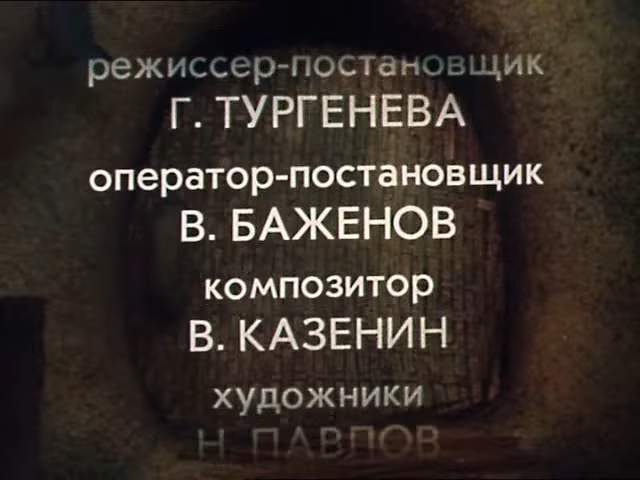 режиссер-постановщик
Г. ТУРГЕНЕВА
оператор-постановщик
В. БАЖЕНОВ
композитор
В. КАЗЕНИН
художники
Н. ПАВЛОВ